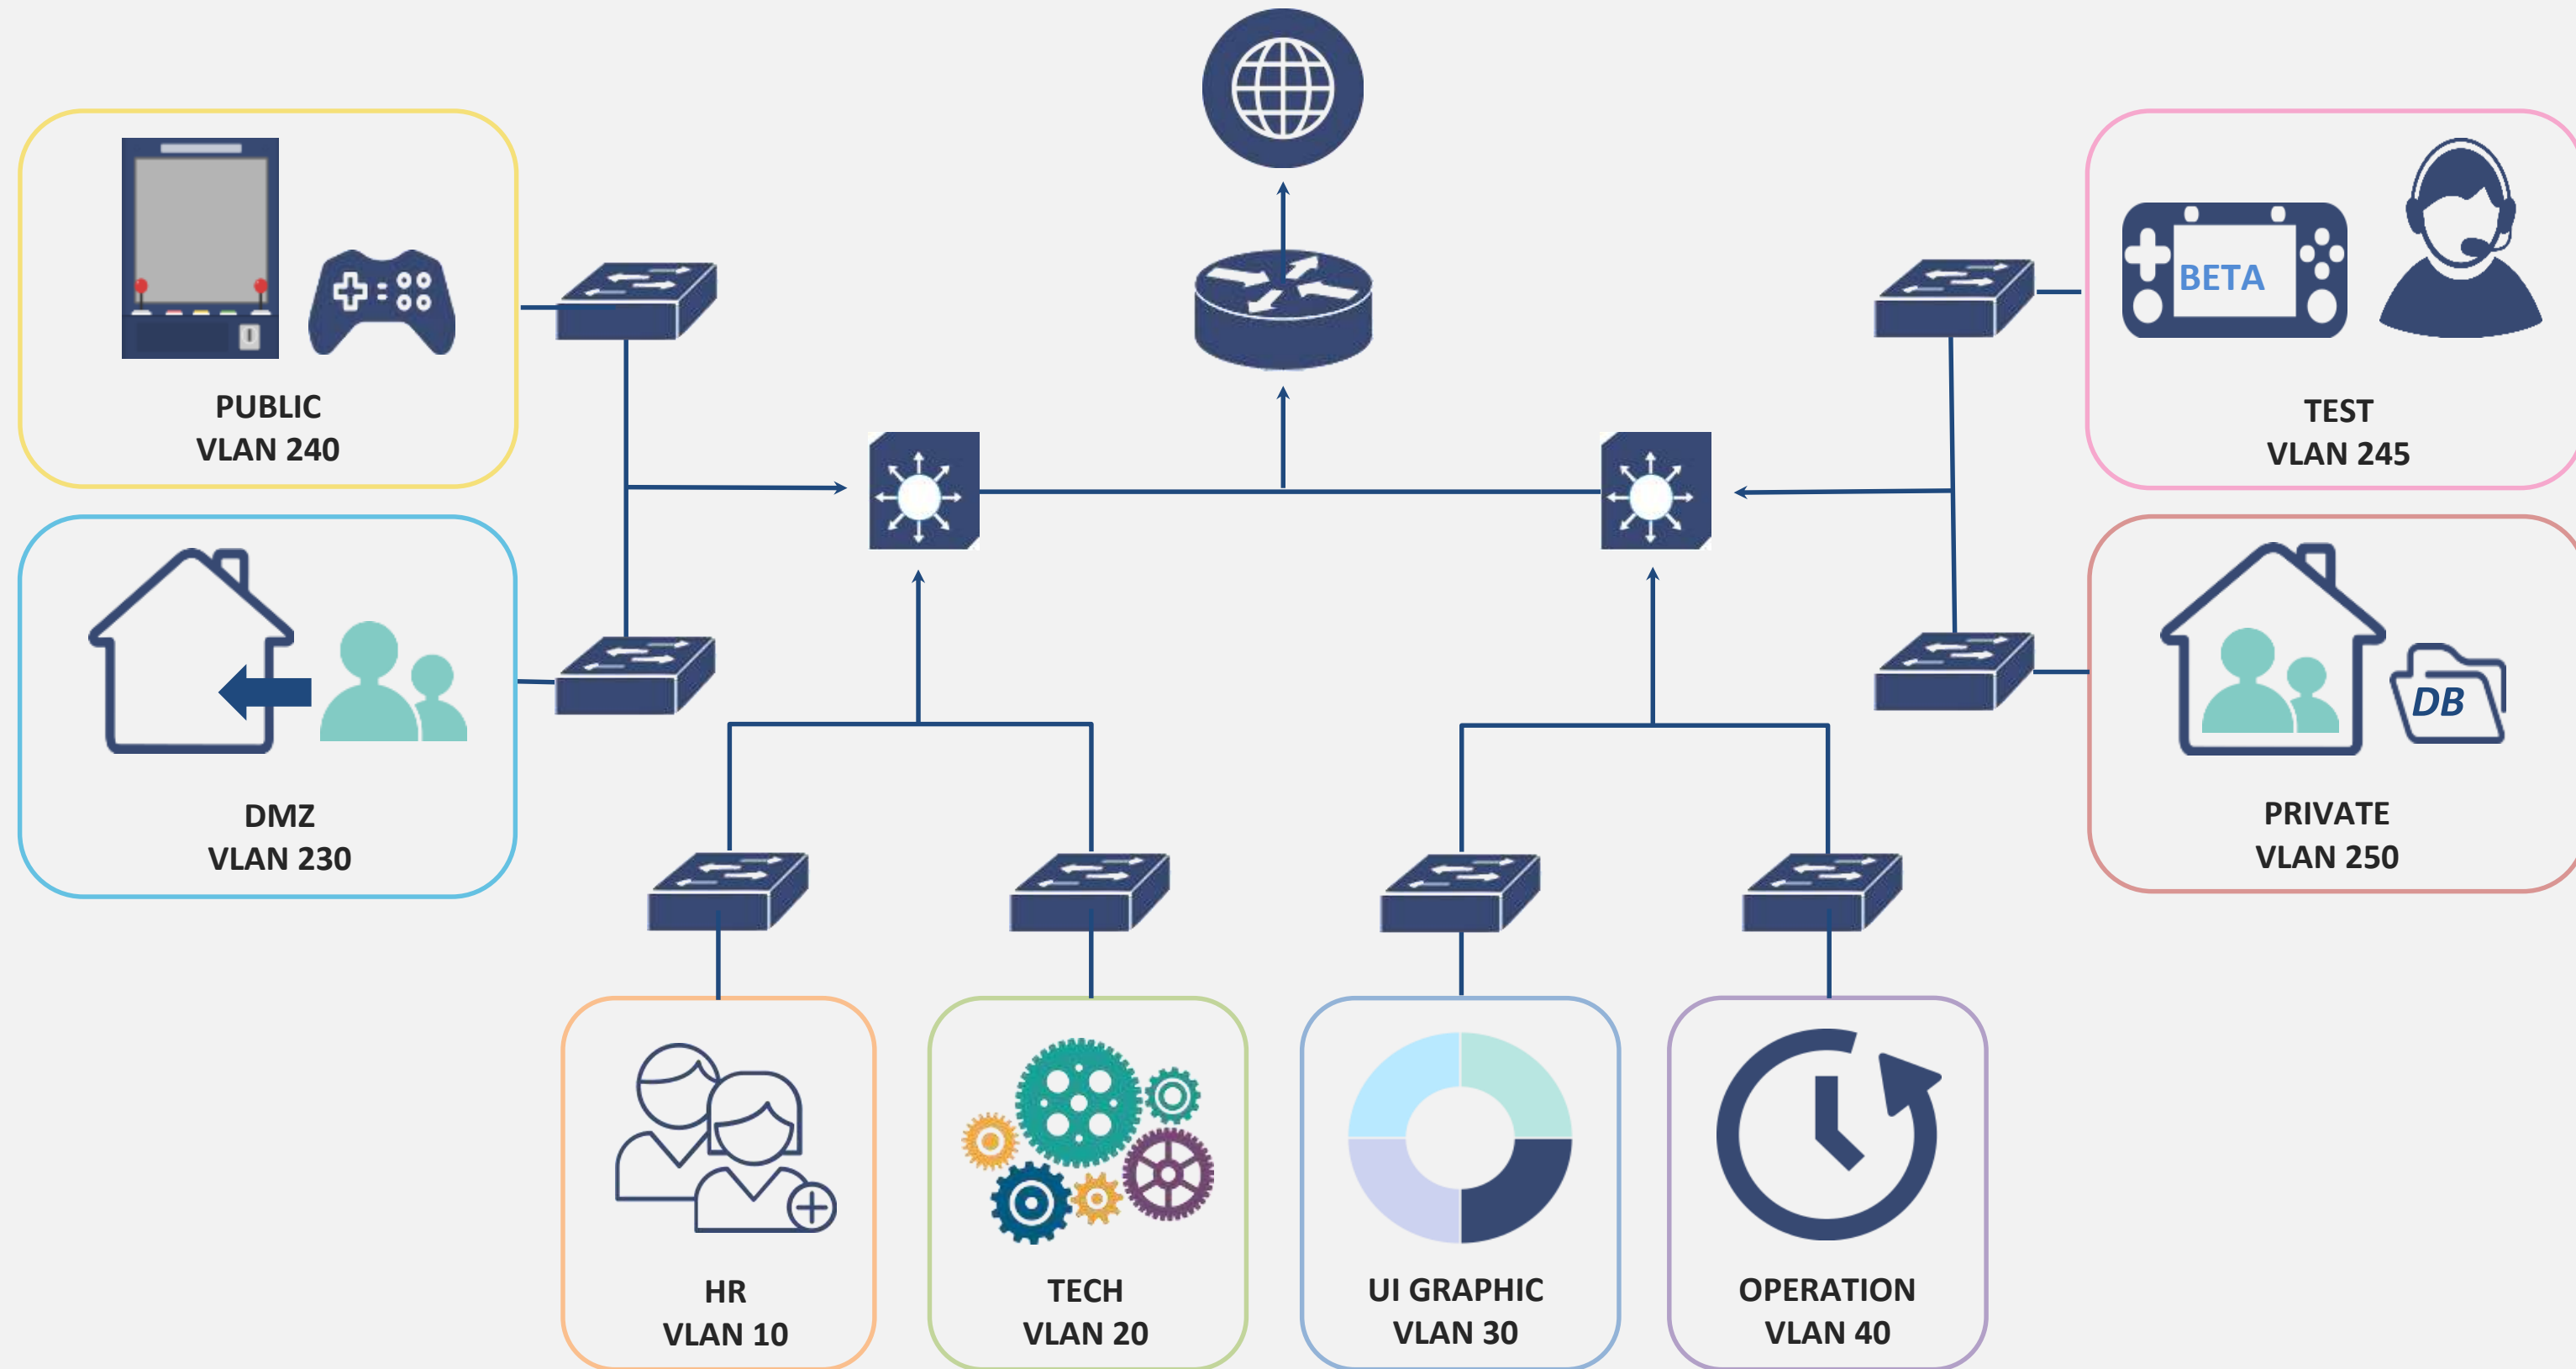 BETA
PUBLIC
VLAN 240
TEST
VLAN 245
DB
DMZ
VLAN 230
PRIVATE
VLAN 250
HR
VLAN 10
TECH
VLAN 20
UI GRAPHIC
VLAN 30
OPERATION
VLAN 40